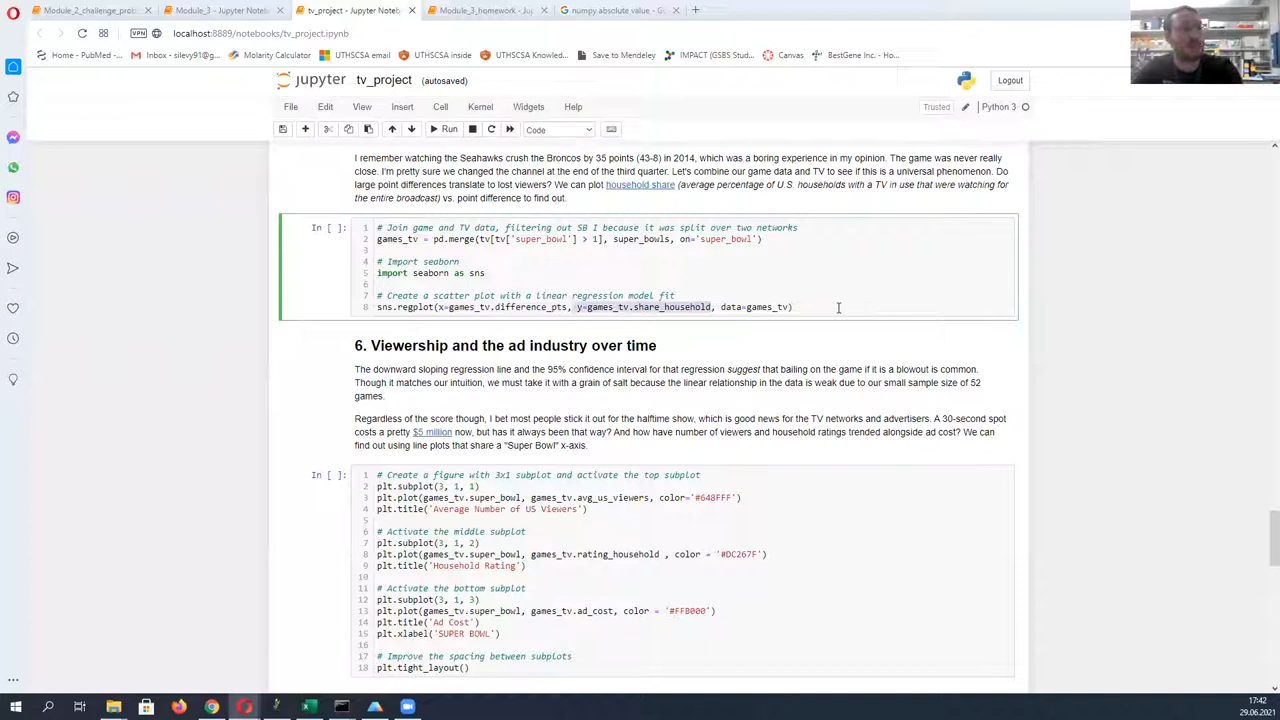 Module_2_challenge_prob
Module_3 - Jupyter Noteb
tv_project - Jupyter Notebo
Module_3_homework - Ju
numpy absolute value - G
VPN
localhost:8889/notebooks/tv_project.ipynb
Home - PubMed - N...
Inbox - silevy91@g...
Molarity Calculator
UTHSCSA email
UTHSCSA Inside
UTHSCSA Knowled...
Save to Mendeley
IMPACT (GSBS Stud...
Canvas
BestGene Inc. - Ho...
jupyter tv_project (autosaved)
Logout
File Edit View Insert Cell Kernel Widgets Help
Trusted
Python 3
Run
Code
I remember watching the Seahawks crush the Broncos by 35 points (43-8) in 2014, which was a boring experience in my opinion. The game was never really
close. I'm pretty sure we changed the channel at the end of the third quarter. Let's combine our game data and TV to see if this is a universal phenomenon. Do
large point differences translate to lost viewers? We can plot household share (average percentage of U.S. households with a TV in use that were watching for
the entire broadcast) vs. point difference to find out.
In [ ]:
1 # Join game and TV data, filtering out SB I because it was split over two networks
2 games_tv = pd.merge(tv[tv['super_bowl'] > 1], super_bowls, on='super_bowl')
3
4 # Import seaborn
5 import seaborn as sns
6
7 # Create a scatter plot with a linear regression model fit
8 sns.regplot(x=games_tv.difference_pts, y=games_tv.share_household, data=games_tv)
6. Viewership and the ad industry over time
The downward sloping regression line and the 95% confidence interval for that regression suggest that bailing on the game if it is a blowout is common.
Though it matches our intuition, we must take it with a grain of salt because the linear relationship in the data is weak due to our small sample size of 52
games.
Regardless of the score though, I bet most people stick it out for the halftime show, which is good news for the TV networks and advertisers. A 30-second spot
costs a pretty $5 million now, but has it always been that way? And how have number of viewers and household ratings trended alongside ad cost? We can
find out using line plots that share a "Super Bowl" x-axis.
In [ ]:
1 # Create a figure with 3x1 subplot and activate the top subplot
2 plt.subplot(3, 1, 1)
3 plt.plot(games_tv.super_bowl, games_tv.avg_us_viewers, color='#648FFF')
4 plt.title('Average Number of US Viewers')
5
6 # Activate the middle subplot
7 plt.subplot(3, 1, 2)
8 plt.plot(games_tv.super_bowl, games_tv.rating_household , color = '#DC267F')
9 plt.title('Household Rating')
10
11 # Activate the bottom subplot
12 plt.subplot(3, 1, 3)
13 plt.plot(games_tv.super_bowl, games_tv.ad_cost, color = '#FFB000')
14 plt.title('Ad Cost')
15 plt.xlabel('SUPER BOWL')
16
17 # Improve the spacing between subplots
18 plt.tight_layout()
17:42
29.06.2021